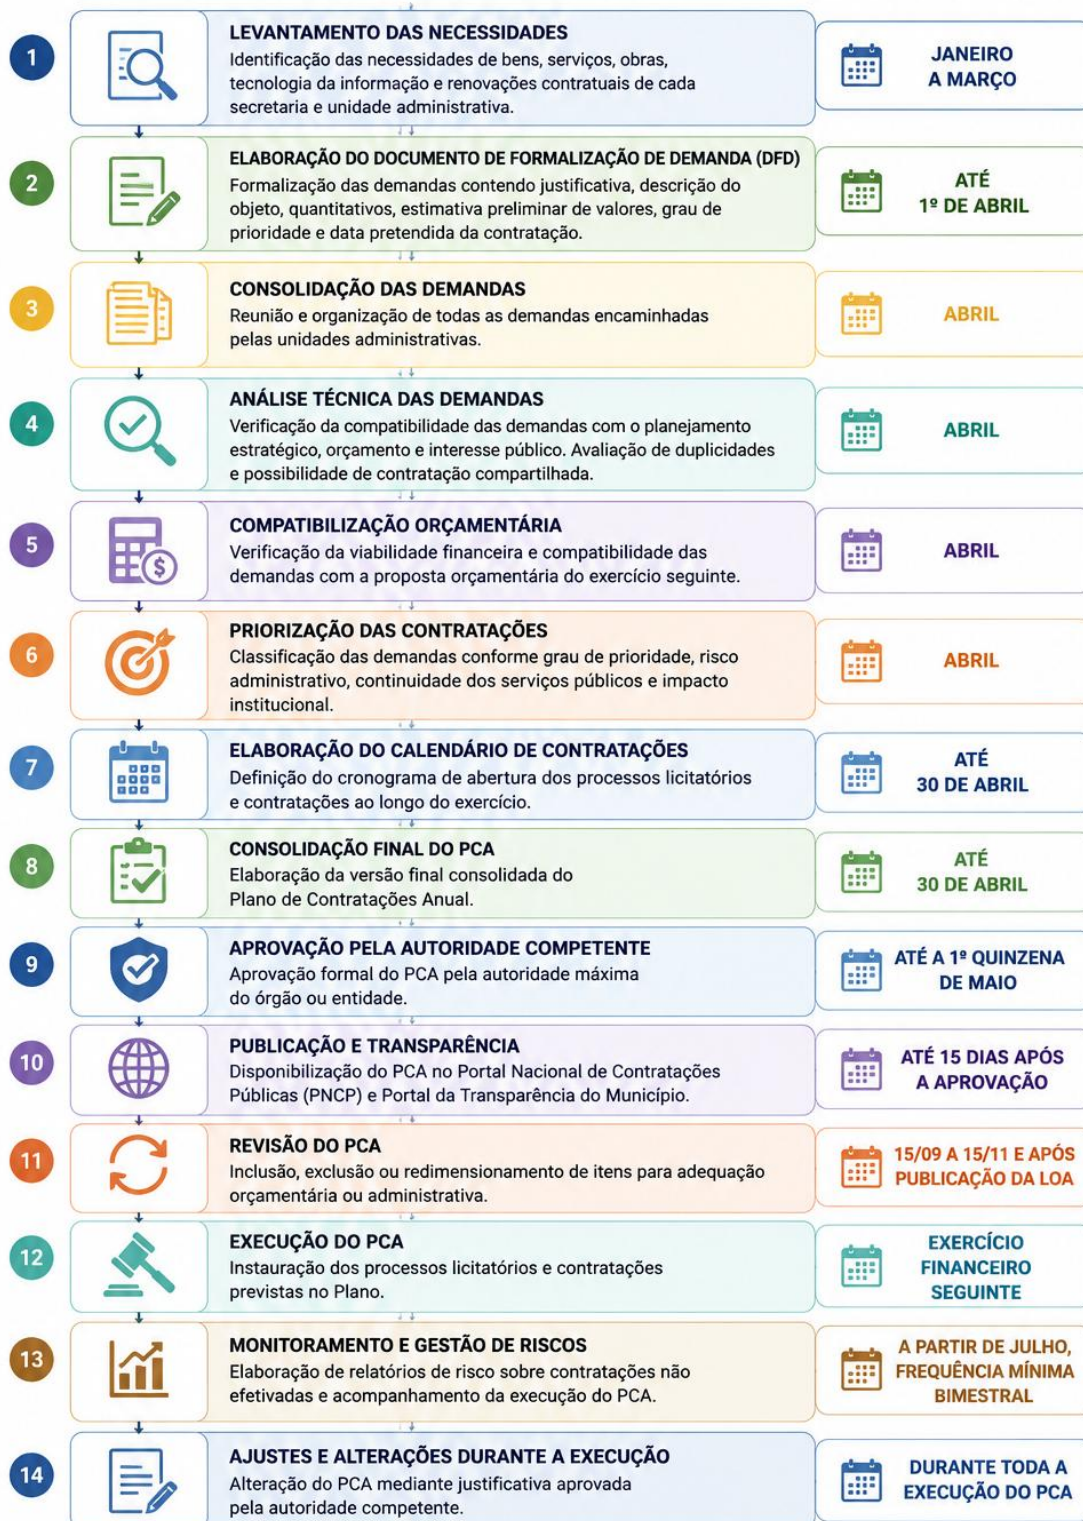 1
LEVANTAMENTO DAS NECESSIDADES
Identificação das necessidades de bens, serviços, obras,
tecnologia da informação e renovações contratuais de cada
secretaria e unidade administrativa.
JANEIRO
A MARÇO
2
ELABORAÇÃO DO DOCUMENTO DE FORMALIZAÇÃO DE DEMANDA (DFD)
Formalização das demandas contendo justificativa, descrição do
objeto, quantitativos, estimativa preliminar de valores, grau de
prioridade e data pretendida da contratação.
ATÉ
1º DE ABRIL
3
CONSOLIDAÇÃO DAS DEMANDAS
Reunião e organização de todas as demandas encaminhadas
pelas unidades administrativas.
ABRIL
4
ANÁLISE TÉCNICA DAS DEMANDAS
Verificação da compatibilidade das demandas com o planejamento
estratégico, orçamento e interesse público. Avaliação de duplicidades
e possibilidade de contratação compartilhada.
ABRIL
5
COMPATIBILIZAÇÃO ORÇAMENTÁRIA
Verificação da viabilidade financeira e compatibilidade das
demandas com a proposta orçamentária do exercício seguinte.
$
ABRIL
6
PRIORIZAÇÃO DAS CONTRATAÇÕES
Classificação das demandas conforme grau de prioridade, risco
administrativo, continuidade dos serviços públicos e impacto
institucional.
ABRIL
7
ELABORAÇÃO DO CALENDÁRIO DE CONTRATAÇÕES
Definição do cronograma de abertura dos processos licitatórios
e contratações ao longo do exercício.
ATÉ
30 DE ABRIL
8
CONSOLIDAÇÃO FINAL DO PCA
Elaboração da versão final consolidada do
Plano de Contratações Anual.
ATÉ
30 DE ABRIL
9
APROVAÇÃO PELA AUTORIDADE COMPETENTE
Aprovação formal do PCA pela autoridade máxima
do órgão ou entidade.
ATÉ A 1º QUINZENA
DE MAIO
10
PUBLICAÇÃO E TRANSPARÊNCIA
Disponibilização do PCA no Portal Nacional de Contratações
Públicas (PNCP) e Portal da Transparência do Município.
ATÉ 15 DIAS APÓS
A APROVAÇÃO
11
REVISÃO DO PCA
Inclusão, exclusão ou redimensionamento de itens para adequação
orçamentária ou administrativa.
15/09 A 15/11 E APÓS
PUBLICAÇÃO DA LOA
12
EXECUÇÃO DO PCA
Instauração dos processos licitatórios e contratações
previstas no Plano.
EXERCÍCIO
FINANCEIRO
SEGUINTE
13
MONITORAMENTO E GESTÃO DE RISCOS
Elaboração de relatórios de risco sobre contratações não
efetivadas e acompanhamento da execução do PCA.
A PARTIR DE JULHO,
FREQUÊNCIA MÍNIMA
BIMESTRAL
14
AJUSTES E ALTERAÇÕES DURANTE A EXECUÇÃO
Alteração do PCA mediante justificativa aprovada
pela autoridade competente.
DURANTE TODA A
EXECUÇÃO DO PCA